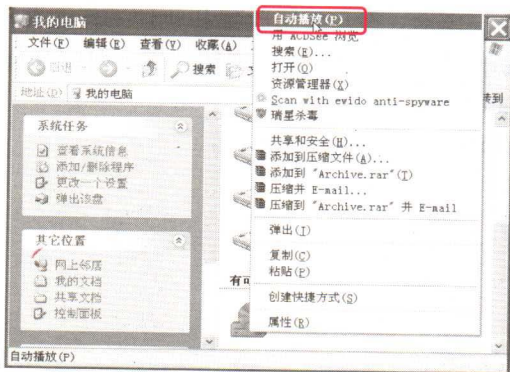 我的电脑
文件(F) 编辑(E) 查看(V) 收藏(A)
后退 搜索
地址(D) 我的电脑 转到
系统任务
查看系统信息
添加/删除程序
更改一个设置
弹出该盘
其它位置
网上邻居
我的文档
共享文档
控制面板
自动播放(P)
用 ACDSee 浏览
搜索(E)...
打开(O)
资源管理器(X)
Scan with ewido anti-spyware
瑞星杀毒
共享和安全(H)...
添加到压缩文件(A)...
添加到 "Archive.rar"(T)
压缩并 E-mail...
压缩到 "Archive.rar" 并 E-mail
弹出(J)
复制(C)
粘贴(P)
创建快捷方式(S)
属性(R)
有可
自动播放(P)